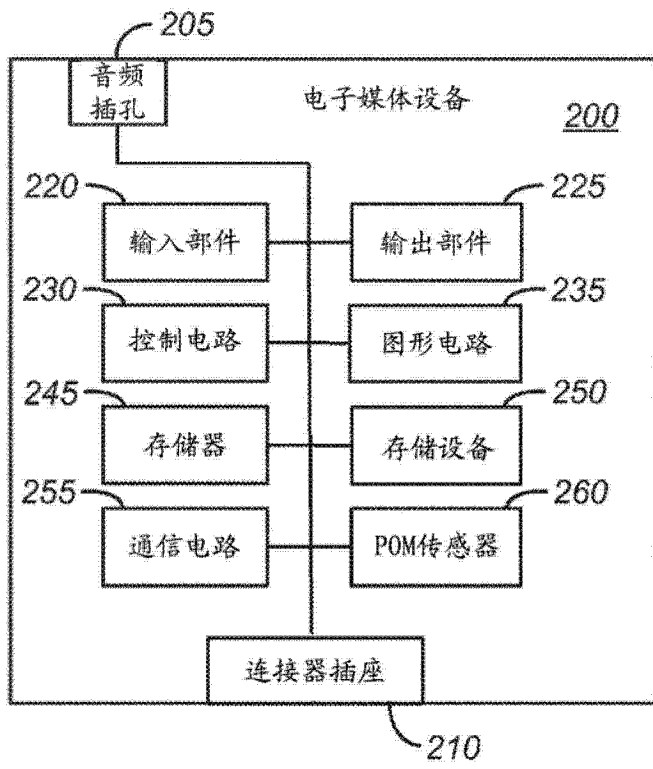 205
音频
插孔
电子媒体设备
200
220
225
输入部件
输出部件
230
235
控制电路
图形电路
245
250
存储器
存储设备
255
260
通信电路
POM传感器
连接器插座
210